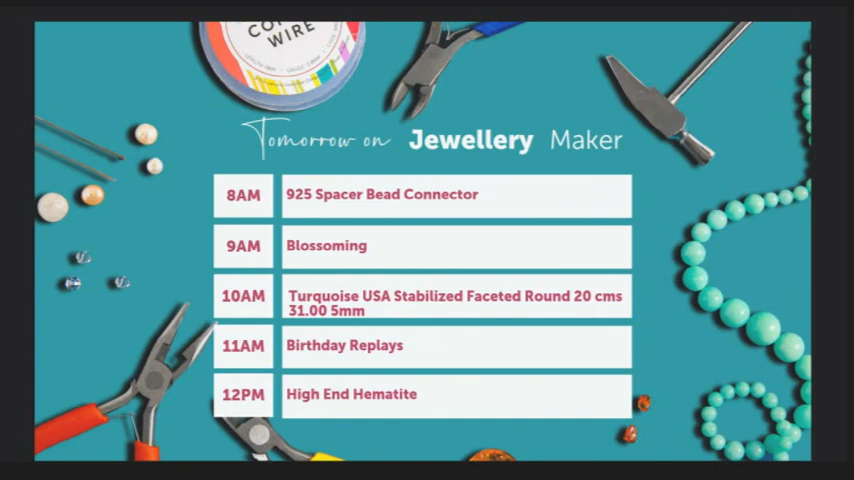 WIRE
Tomorrow on Jewellery Maker
8AM 925 Spacer Bead Connector
9AM Blossoming
10AM Turquoise USA Stabilized Faceted Round 20 cms
31.00 5mm
11AM Birthday Replays
12PM High End Hematite